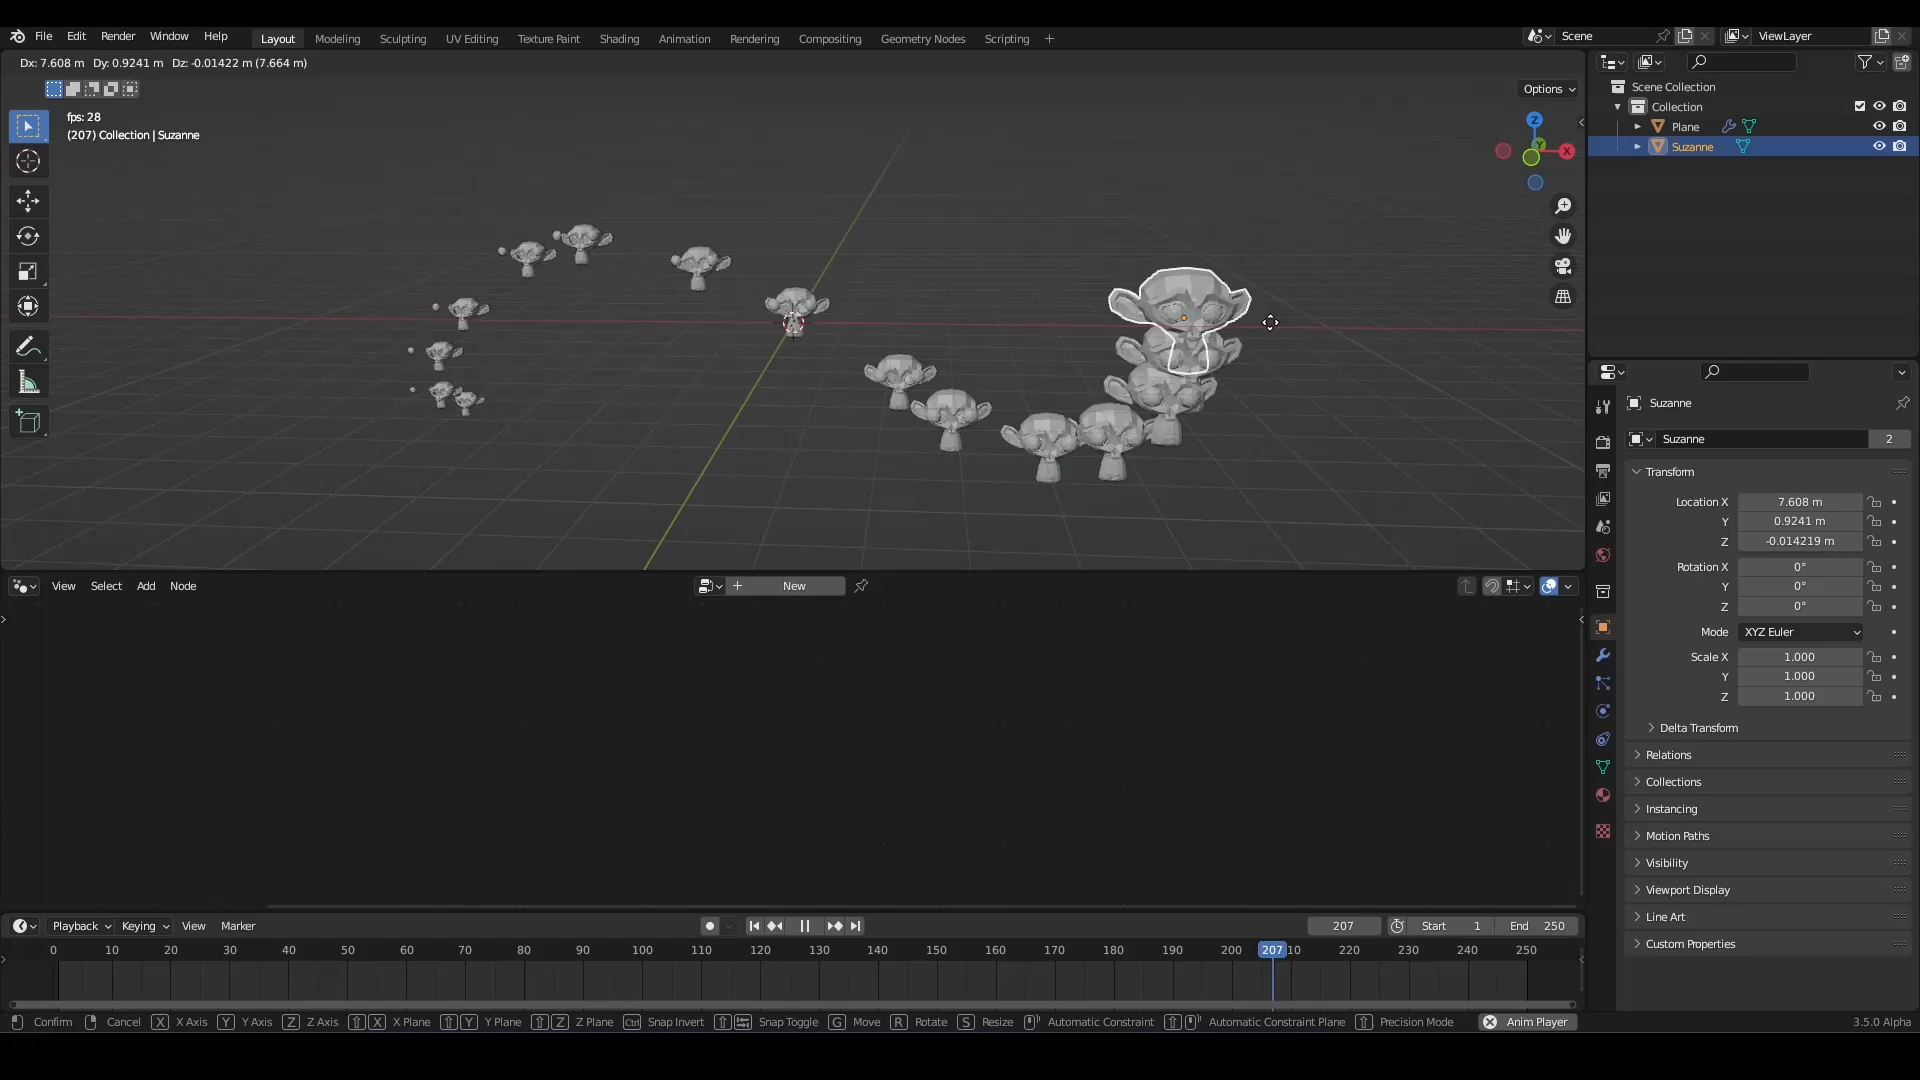 File Edit Render Window Help Layout Modeling Sculpting UV Editing Texture Paint Shading Animation Rendering Compositing Geometry Nodes Scripting + Scene ViewLayer
Dx: 7.608 m Dy: 0.9241 m Dz: -0.01422 m (7.664 m)
Options
fps: 28
(207) Collection | Suzanne
Z
Y
X
Scene Collection
Collection
Plane
Suzanne
Suzanne
Suzanne 2
Transform
Location X 7.608 m
Y 0.9241 m
Z -0.014219 m
Rotation X 0°
Y 0°
Z 0°
Mode XYZ Euler
Scale X 1.000
Y 1.000
Z 1.000
Delta Transform
Relations
Collections
Instancing
Motion Paths
Visibility
Viewport Display
Line Art
Custom Properties
View Select Add Node + New
Playback Keying View Marker 207 Start 1 End 250
0 10 20 30 40 50 60 70 80 90 100 110 120 130 140 150 160 170 180 190 200 207 10 220 230 240 250
Confirm Cancel X X Axis Y Y Axis Z Z Axis X X Plane Y Y Plane Z Z Plane Ctrl Snap Invert Snap Toggle G Move R Rotate S Resize Automatic Constraint Automatic Constraint Plane Precision Mode Anim Player 3.5.0 Alpha